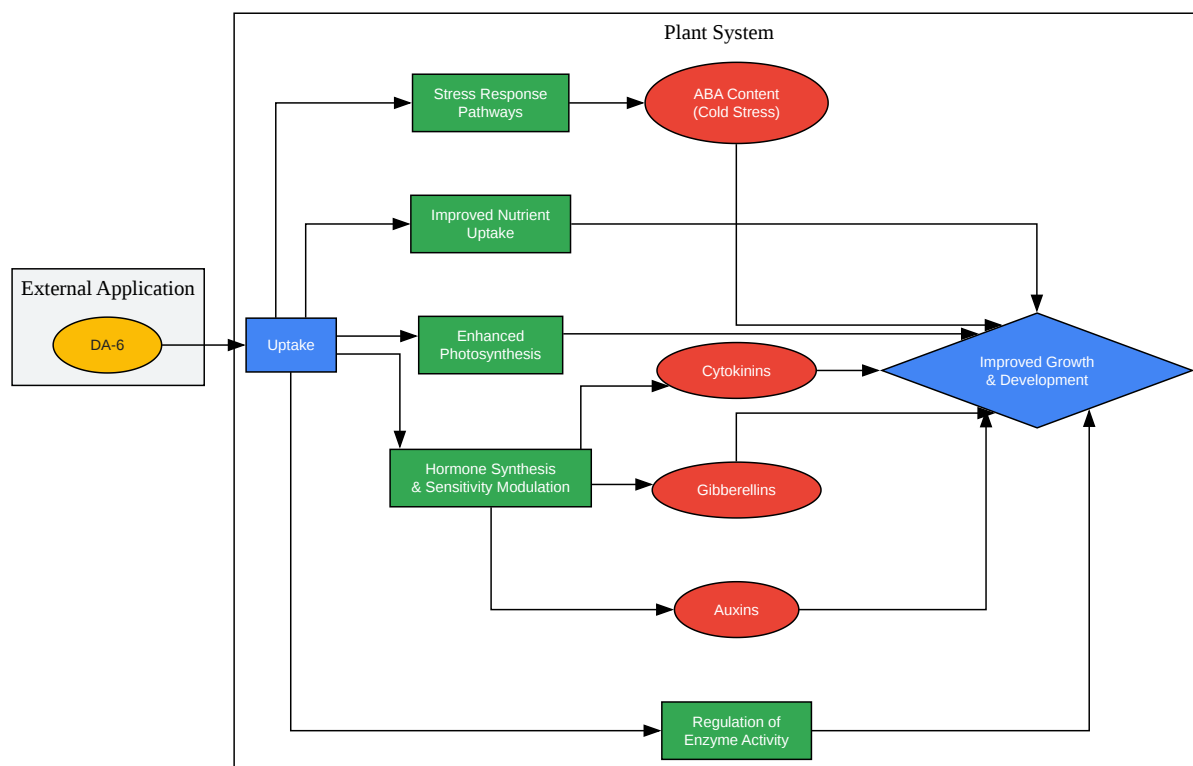 Plant System
Stress Response
Pathways
ABA Content
(Cold Stress)
Improved Nutrient
Uptake
External Application
DA-6
Uptake
Enhanced
Photosynthesis
Cytokinins
Improved Growth
& Development
Hormone Synthesis
& Sensitivity Modulation
Gibberellins
Auxins
Regulation of
Enzyme Activity